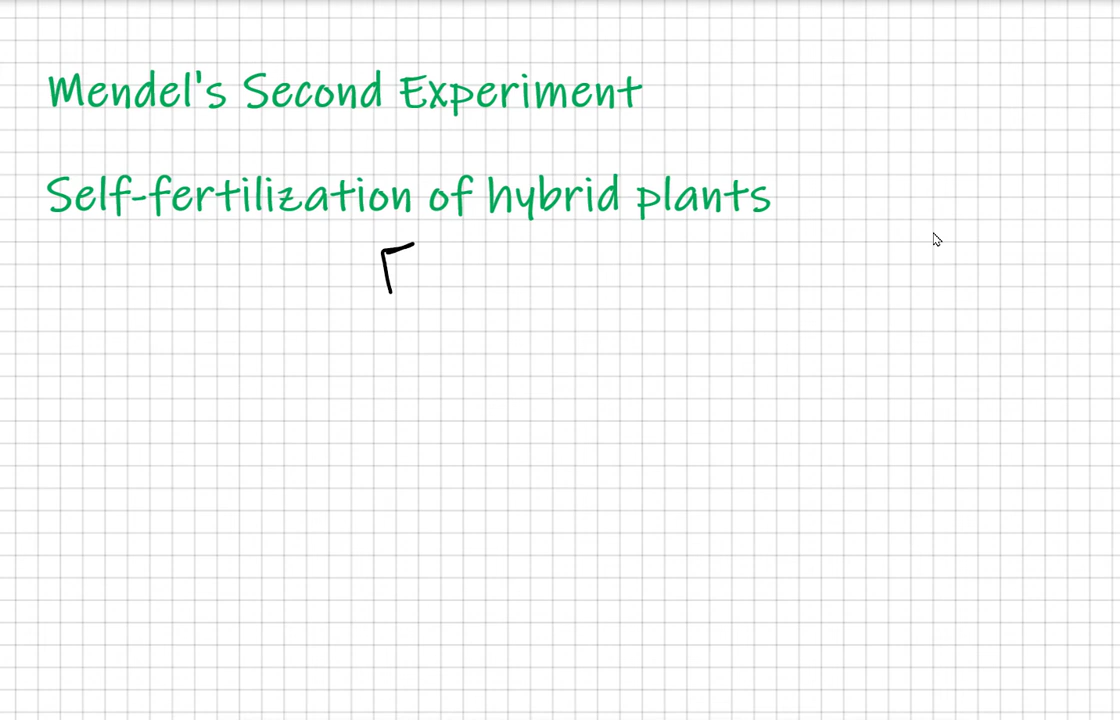 Mendel's Second Experiment
Self-fertilization of hybrid plants